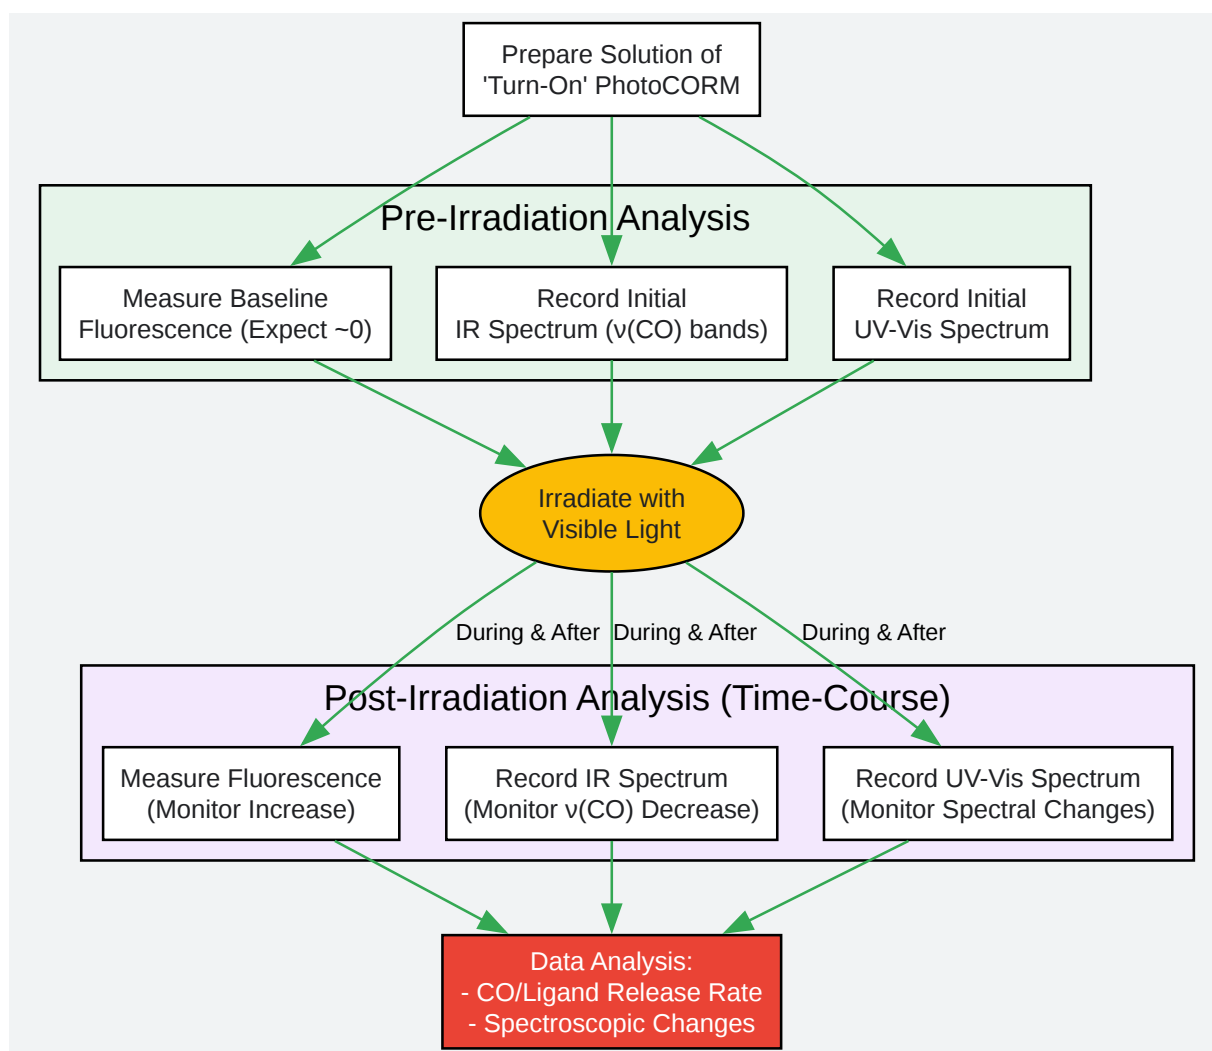 Prepare Solution of
'Turn-On' PhotoCORM
Pre-Irradiation Analysis
Measure Baseline
Fluorescence (Expect ~0)
Record Initial
IR Spectrum (ν(CO) bands)
Record Initial
UV-Vis Spectrum
Irradiate with
Visible Light
During & After
During & After
During & After
Post-Irradiation Analysis (Time-Course)
Measure Fluorescence
(Monitor Increase)
Record IR Spectrum
(Monitor ν(CO) Decrease)
Record UV-Vis Spectrum
(Monitor Spectral Changes)
Data Analysis:
- CO/Ligand Release Rate
- Spectroscopic Changes